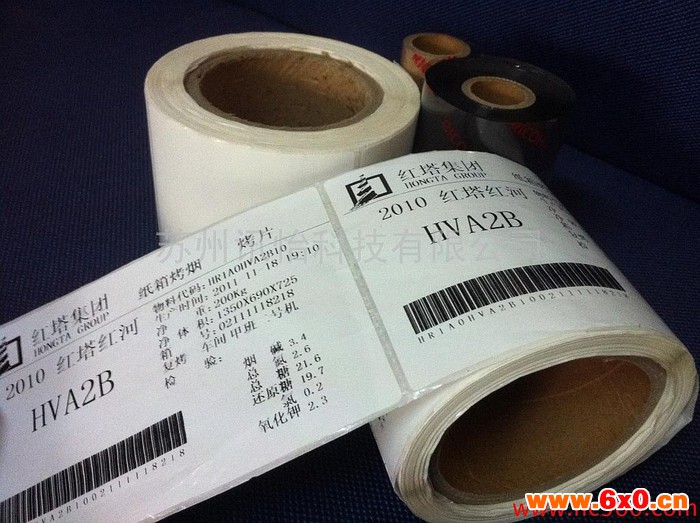 红塔集团
HONGTA GROUP
2010 红塔红河
HVA2B
HR1A0HVA2B1002111118218
红塔集团
HONGTA GROUP
2010 红塔红河
HVA2B
HVA2B1002111118218
纸箱烤烟 烤片
物料代码:HR1A0HVA2B10
生产时间:2011-11-18 19:10
净 重:200Kg
体 积:1350X690X725
箱 号:02111118218
复烤车间 甲班 二号机
检 验:
烟 碱 3.4
总 氮 2.6
总 糖 21.6
还原糖 19.7
氯 0.2
氧化钾 2.3
苏州讯怡科技有限公司
www.6x0.cn